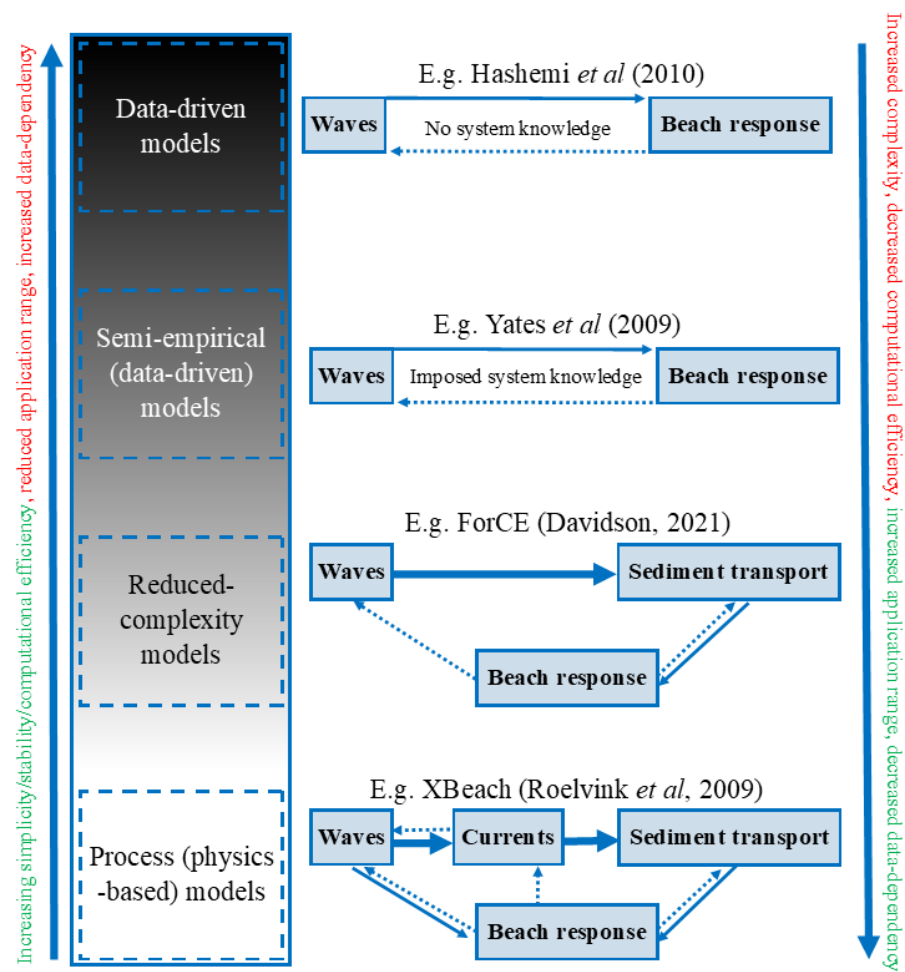 Increasing simplicity/stability/computational efficiency, reduced application range, increased data-dependency
Data-driven
models
E.g. Hashemi et al (2010)
Waves
No system knowledge
Beach response
Semi-empirical
(data-driven)
models
E.g. Yates et al (2009)
Waves
Imposed system knowledge
Beach response
Reduced-
complexity
models
E.g. ForCE (Davidson, 2021)
Waves
Sediment transport
Beach response
Process (physics
-based) models
E.g. XBeach (Roelvink et al, 2009)
Waves
Currents
Sediment transport
Beach response
Increased complexity, decreased computational efficiency, increased application range, decreased data-dependency